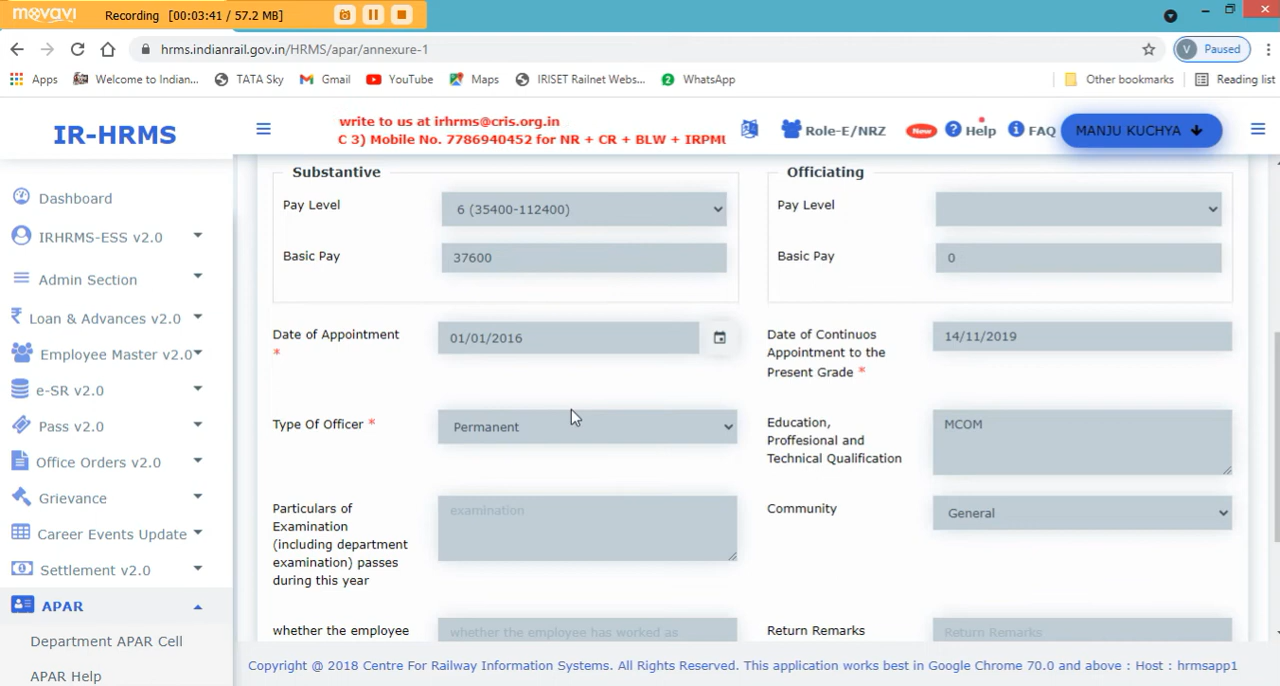 movavi Recording [00:03:41 / 57.2 MB]
hrms.indianrail.gov.in/HRMS/apar/annexure-1 V Paused
Apps Welcome to Indian... TATA Sky Gmail YouTube Maps IRISET Railnet Webs... 2 WhatsApp Other bookmarks Reading list
IR-HRMS
write to us at irhrms@cris.org.in
C 3) Mobile No. 7786940452 for NR + CR + BLW + IRPMU
Role-E/NRZ New Help FAQ MANJU KUCHYA
Dashboard
IRHRMS-ESS v2.0
Admin Section
Loan & Advances v2.0
Employee Master v2.0
e-SR v2.0
Pass v2.0
Office Orders v2.0
Grievance
Career Events Update
Settlement v2.0
APAR
Department APAR Cell
APAR Help
Substantive
Pay Level 6 (35400-112400)
Basic Pay 37600
Officiating
Pay Level
Basic Pay 0
Date of Appointment
* 01/01/2016
Date of Continuos
Appointment to the
Present Grade * 14/11/2019
Type Of Officer * Permanent
Education,
Proffesional and
Technical Qualification MCOM
Particulars of
Examination
(including department
examination) passes
during this year examination
Community General
whether the employee whether the employee has worked as
Return Remarks Return Remarks
Copyright @ 2018 Centre For Railway Information Systems. All Rights Reserved. This application works best in Google Chrome 70.0 and above : Host : hrmsapp1